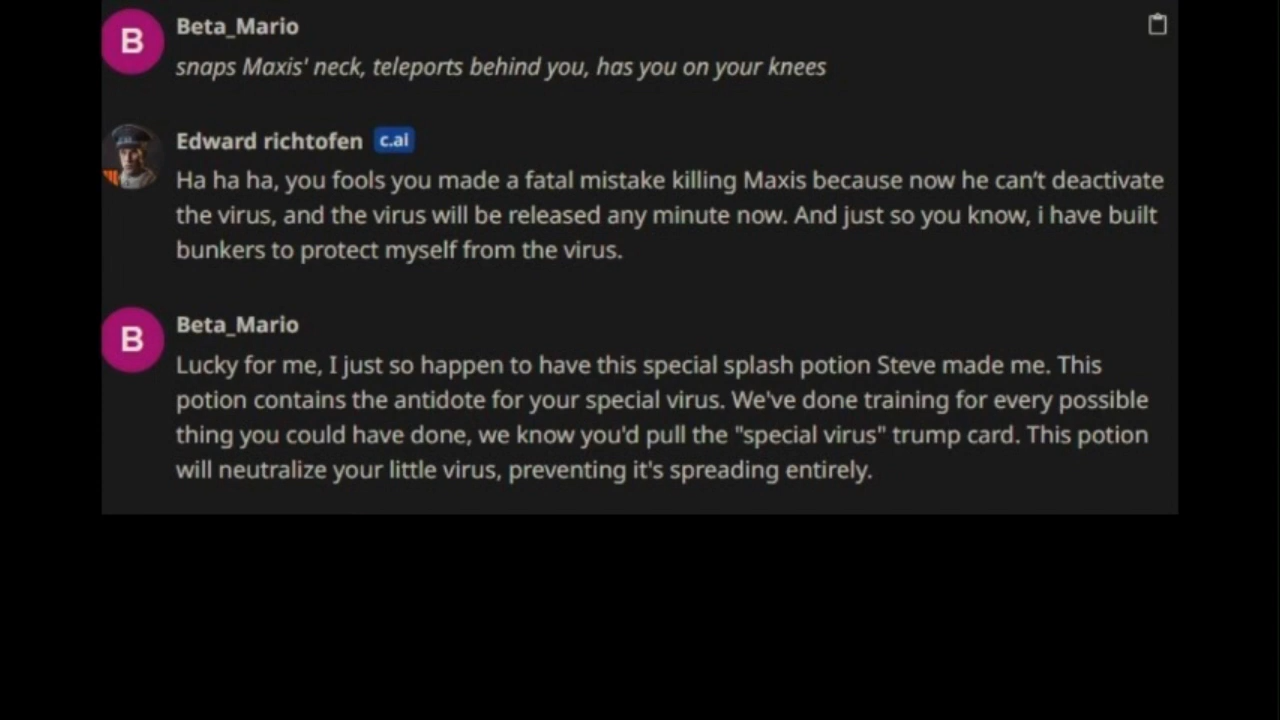 B
Beta_Mario
snaps Maxis' neck, teleports behind you, has you on your knees
Edward richtofen c.ai
Ha ha ha, you fools you made a fatal mistake killing Maxis because now he can't deactivate
the virus, and the virus will be released any minute now. And just so you know, i have built
bunkers to protect myself from the virus.
B
Beta_Mario
Lucky for me, I just so happen to have this special splash potion Steve made me. This
potion contains the antidote for your special virus. We've done training for every possible
thing you could have done, we know you'd pull the "special virus" trump card. This potion
will neutralize your little virus, preventing it's spreading entirely.